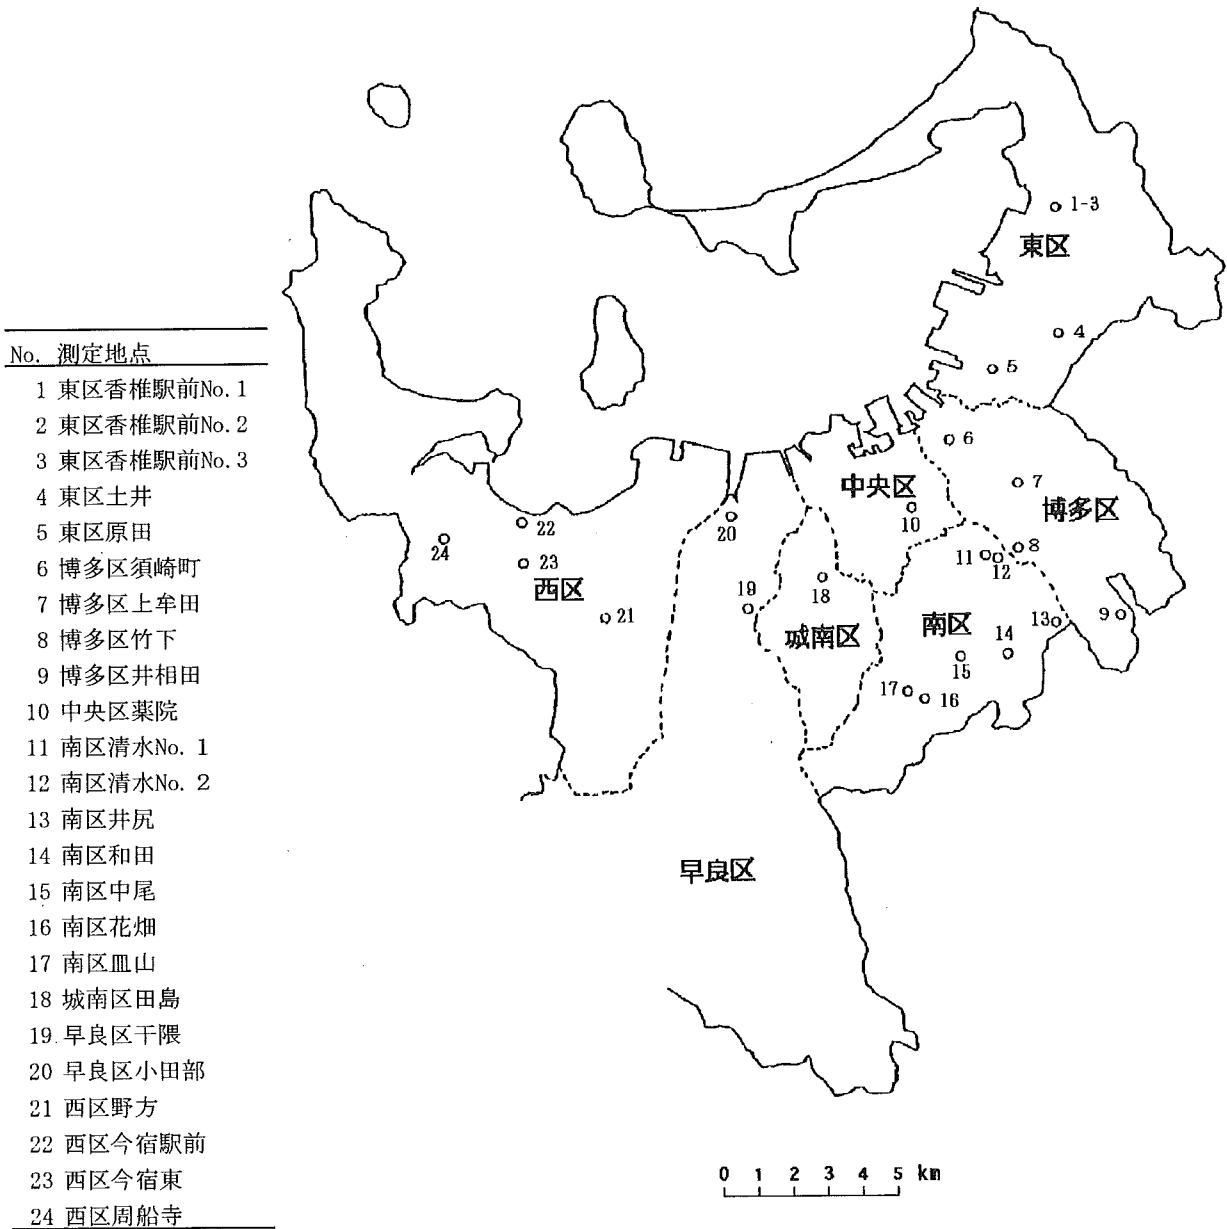 No. 測定地点
1 東区香椎駅前No.1
2 東区香椎駅前No.2
3 東区香椎駅前No.3
4 東区土井
5 東区原田
6 博多区須崎町
7 博多区上牟田
8 博多区竹下
9 博多区井相田
10 中央区薬院
11 南区清水No. 1
12 南区清水No. 2
13 南区井尻
14 南区和田
15 南区中尾
16 南区花畑
17 南区皿山
18 城南区田島
19 早良区干隈
20 早良区小田部
21 西区野方
22 西区今宿駅前
23 西区今宿東
24 西区周船寺
1-3
東区
4
5
6
中央区
7
10
博多区
20
22
24
23
8
11
12
西区
19
18
21
城南区
南区
13
9
14
15
17
16
早良区
0 1 2 3 4 5 km